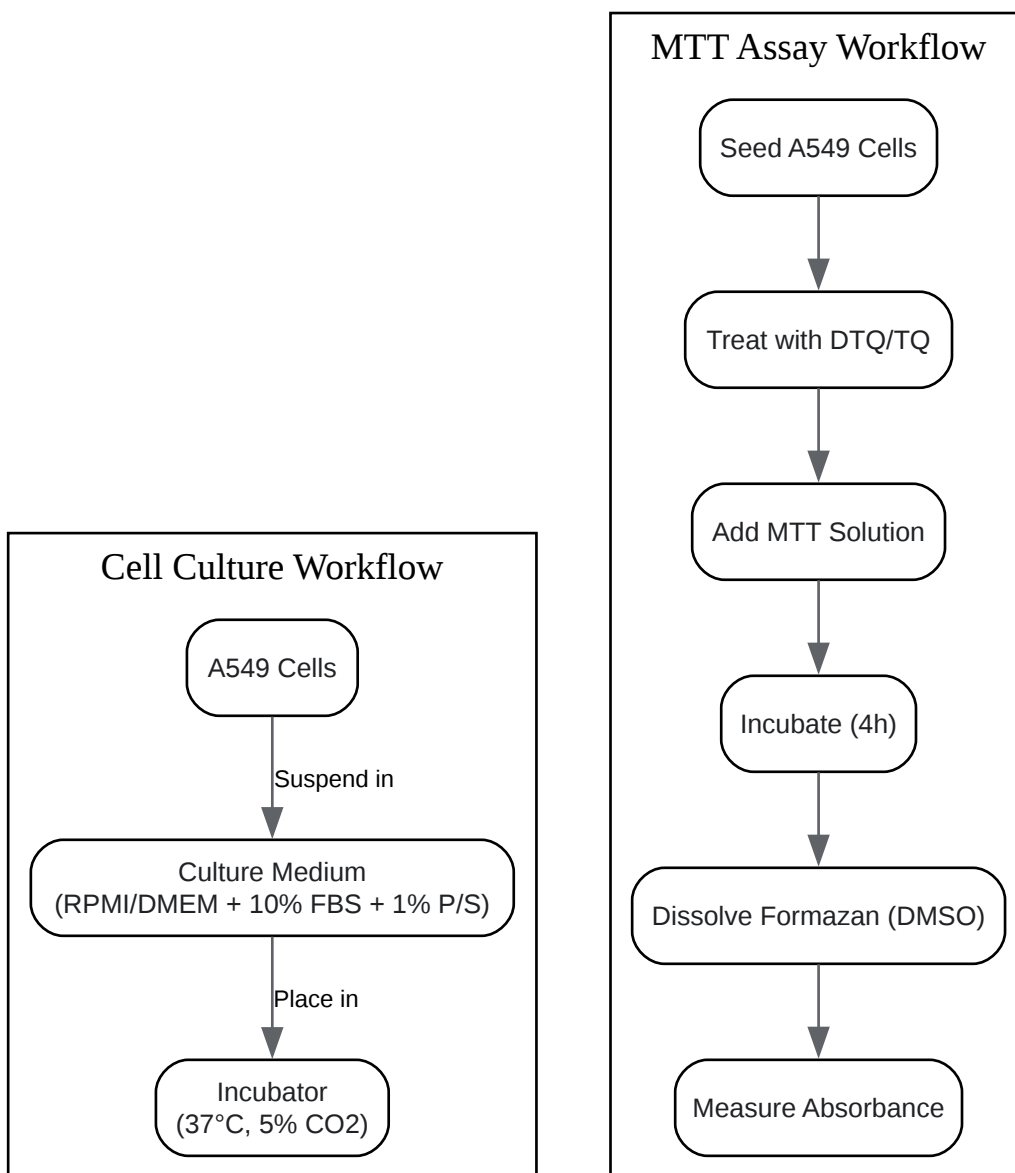 Cell Culture Workflow
A549 Cells
Suspend in
Culture Medium
(RPMI/DMEM + 10% FBS + 1% P/S)
Place in
Incubator
(37°C, 5% CO2)
MTT Assay Workflow
Seed A549 Cells
Treat with DTQ/TQ
Add MTT Solution
Incubate (4h)
Dissolve Formazan (DMSO)
Measure Absorbance